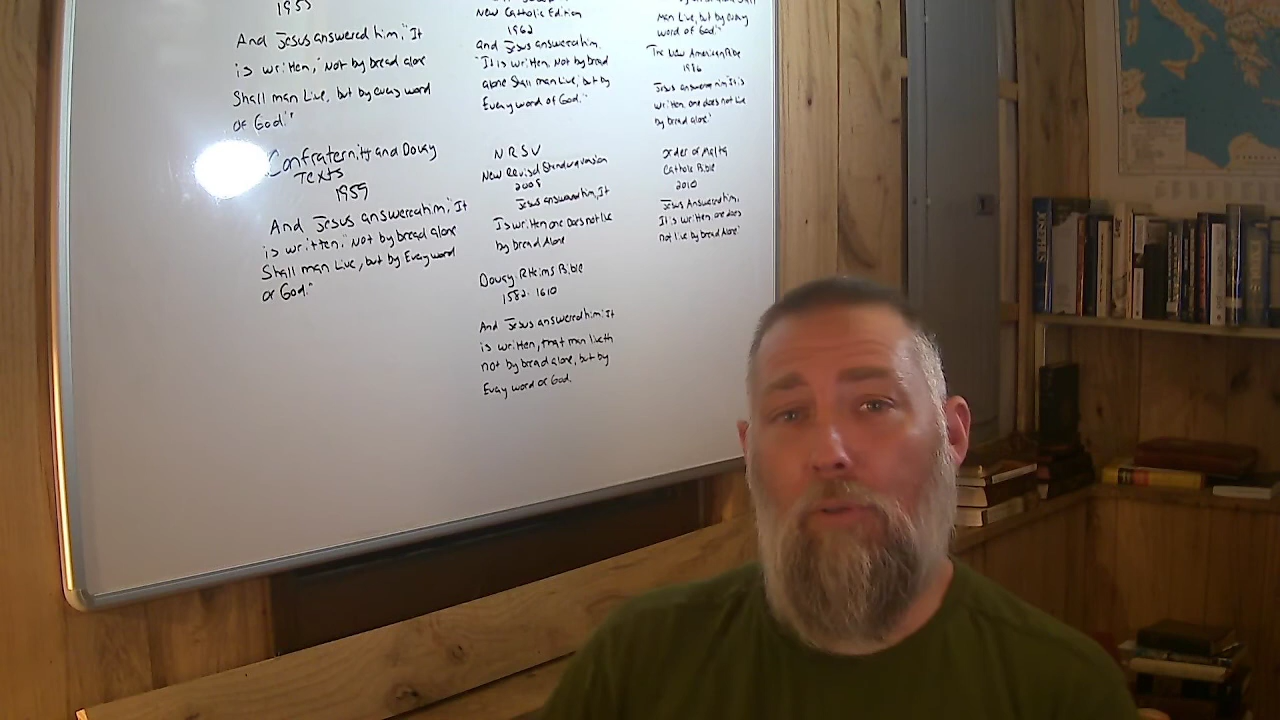 1955
And Jesus answered him; "It
is written, "Not by bread alone
Shall man Live, but by every word
of God."
Confraternity and Douay
Texts
1959
And Jesus answered him; "It
is written, "Not by bread alone
Shall man Live, but by Every word
of God."
New Catholic Edition
1962
and Jesus answered him.
"It is written, Not by bread
alone Shall man Live, but by
Every word of God."
NRSV
New Revised Standard version
2005
Jesus answered him, It
Is written one Does not live
by bread Alone
Douay Rheims Bible
1582-1610
And Jesus answered him: It
is written, that man liveth
not by bread alone, but by
Every word of God.
Man Live, but by every
word of God."
The New American Bible
1986
Jesus answered him It is
written, one does not Live
by bread alone."
Order of Malta
Catholic Bible
2010
Jesus Answered him,
It is written one does
not live by bread Alone"
JOSEPHUS